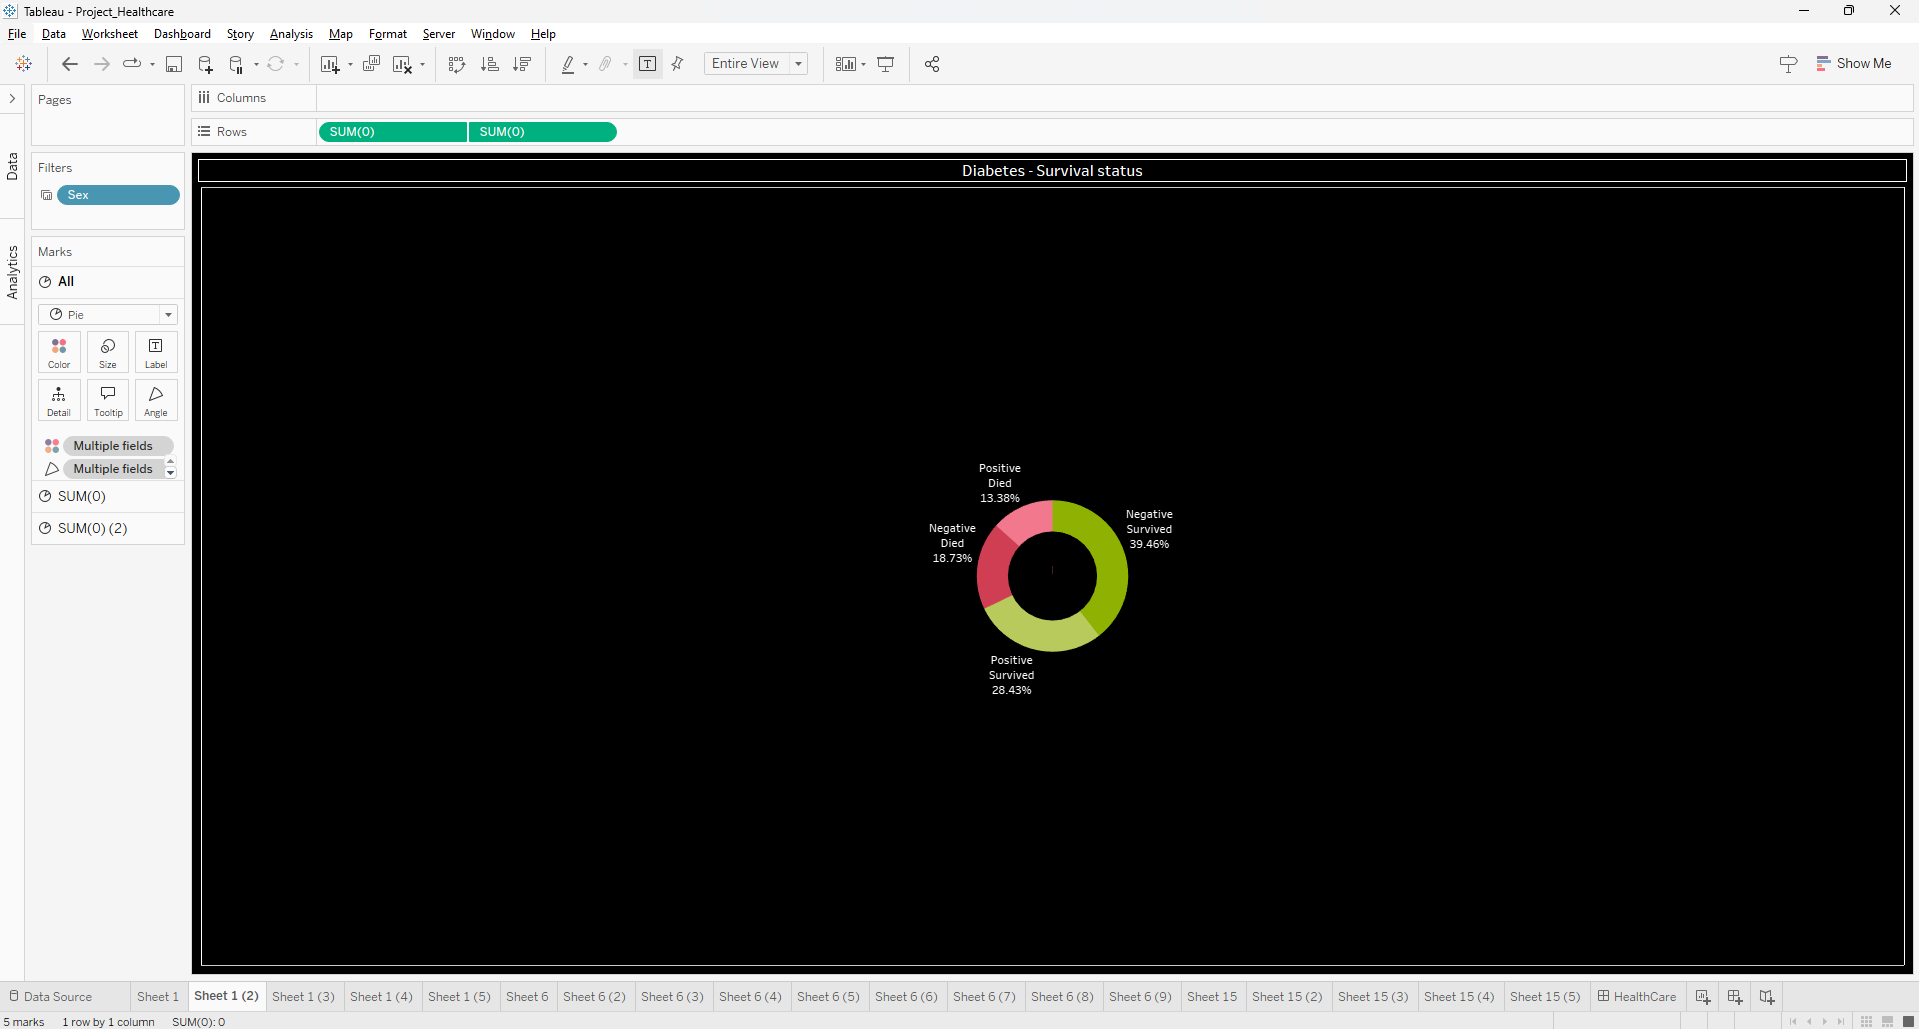 Tableau - Project_Healthcare
File Data Worksheet Dashboard Story Analysis Map Format Server Window Help
Entire View
Show Me
Pages
Columns
Rows SUM(0) SUM(0)
Data
Analytics
Filters
Sex
Marks
All
Pie
Color Size Label
Detail Tooltip Angle
Multiple fields
Multiple fields
SUM(0)
SUM(0) (2)
Diabetes - Survival status
Positive
Died
13.38%
Negative
Survived
39.46%
Negative
Died
18.73%
Positive
Survived
28.43%
Data Source Sheet 1 Sheet 1 (2) Sheet 1 (3) Sheet 1 (4) Sheet 1 (5) Sheet 6 Sheet 6 (2) Sheet 6 (3) Sheet 6 (4) Sheet 6 (5) Sheet 6 (6) Sheet 6 (7) Sheet 6 (8) Sheet 6 (9) Sheet 15 Sheet 15 (2) Sheet 15 (3) Sheet 15 (4) Sheet 15 (5) HealthCare
5 marks 1 row by 1 column SUM(0): 0